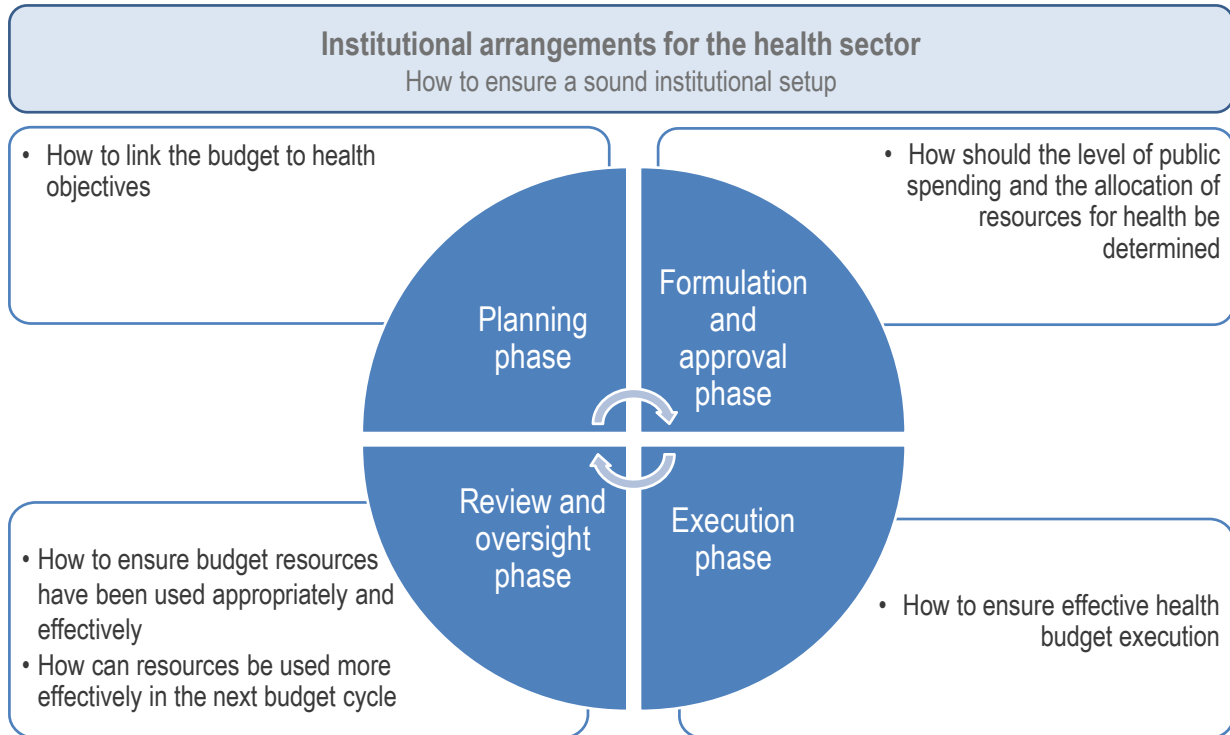 Institutional arrangements for the health sector
How to ensure a sound institutional setup
• How to link the budget to health
objectives
• How should the level of public
spending and the allocation of
resources for health be
determined
Planning
phase
Formulation
and
approval
phase
Review and
oversight
phase
Execution
phase
• How to ensure budget resources
have been used appropriately and
effectively
• How can resources be used more
effectively in the next budget cycle
• How to ensure effective health
budget execution